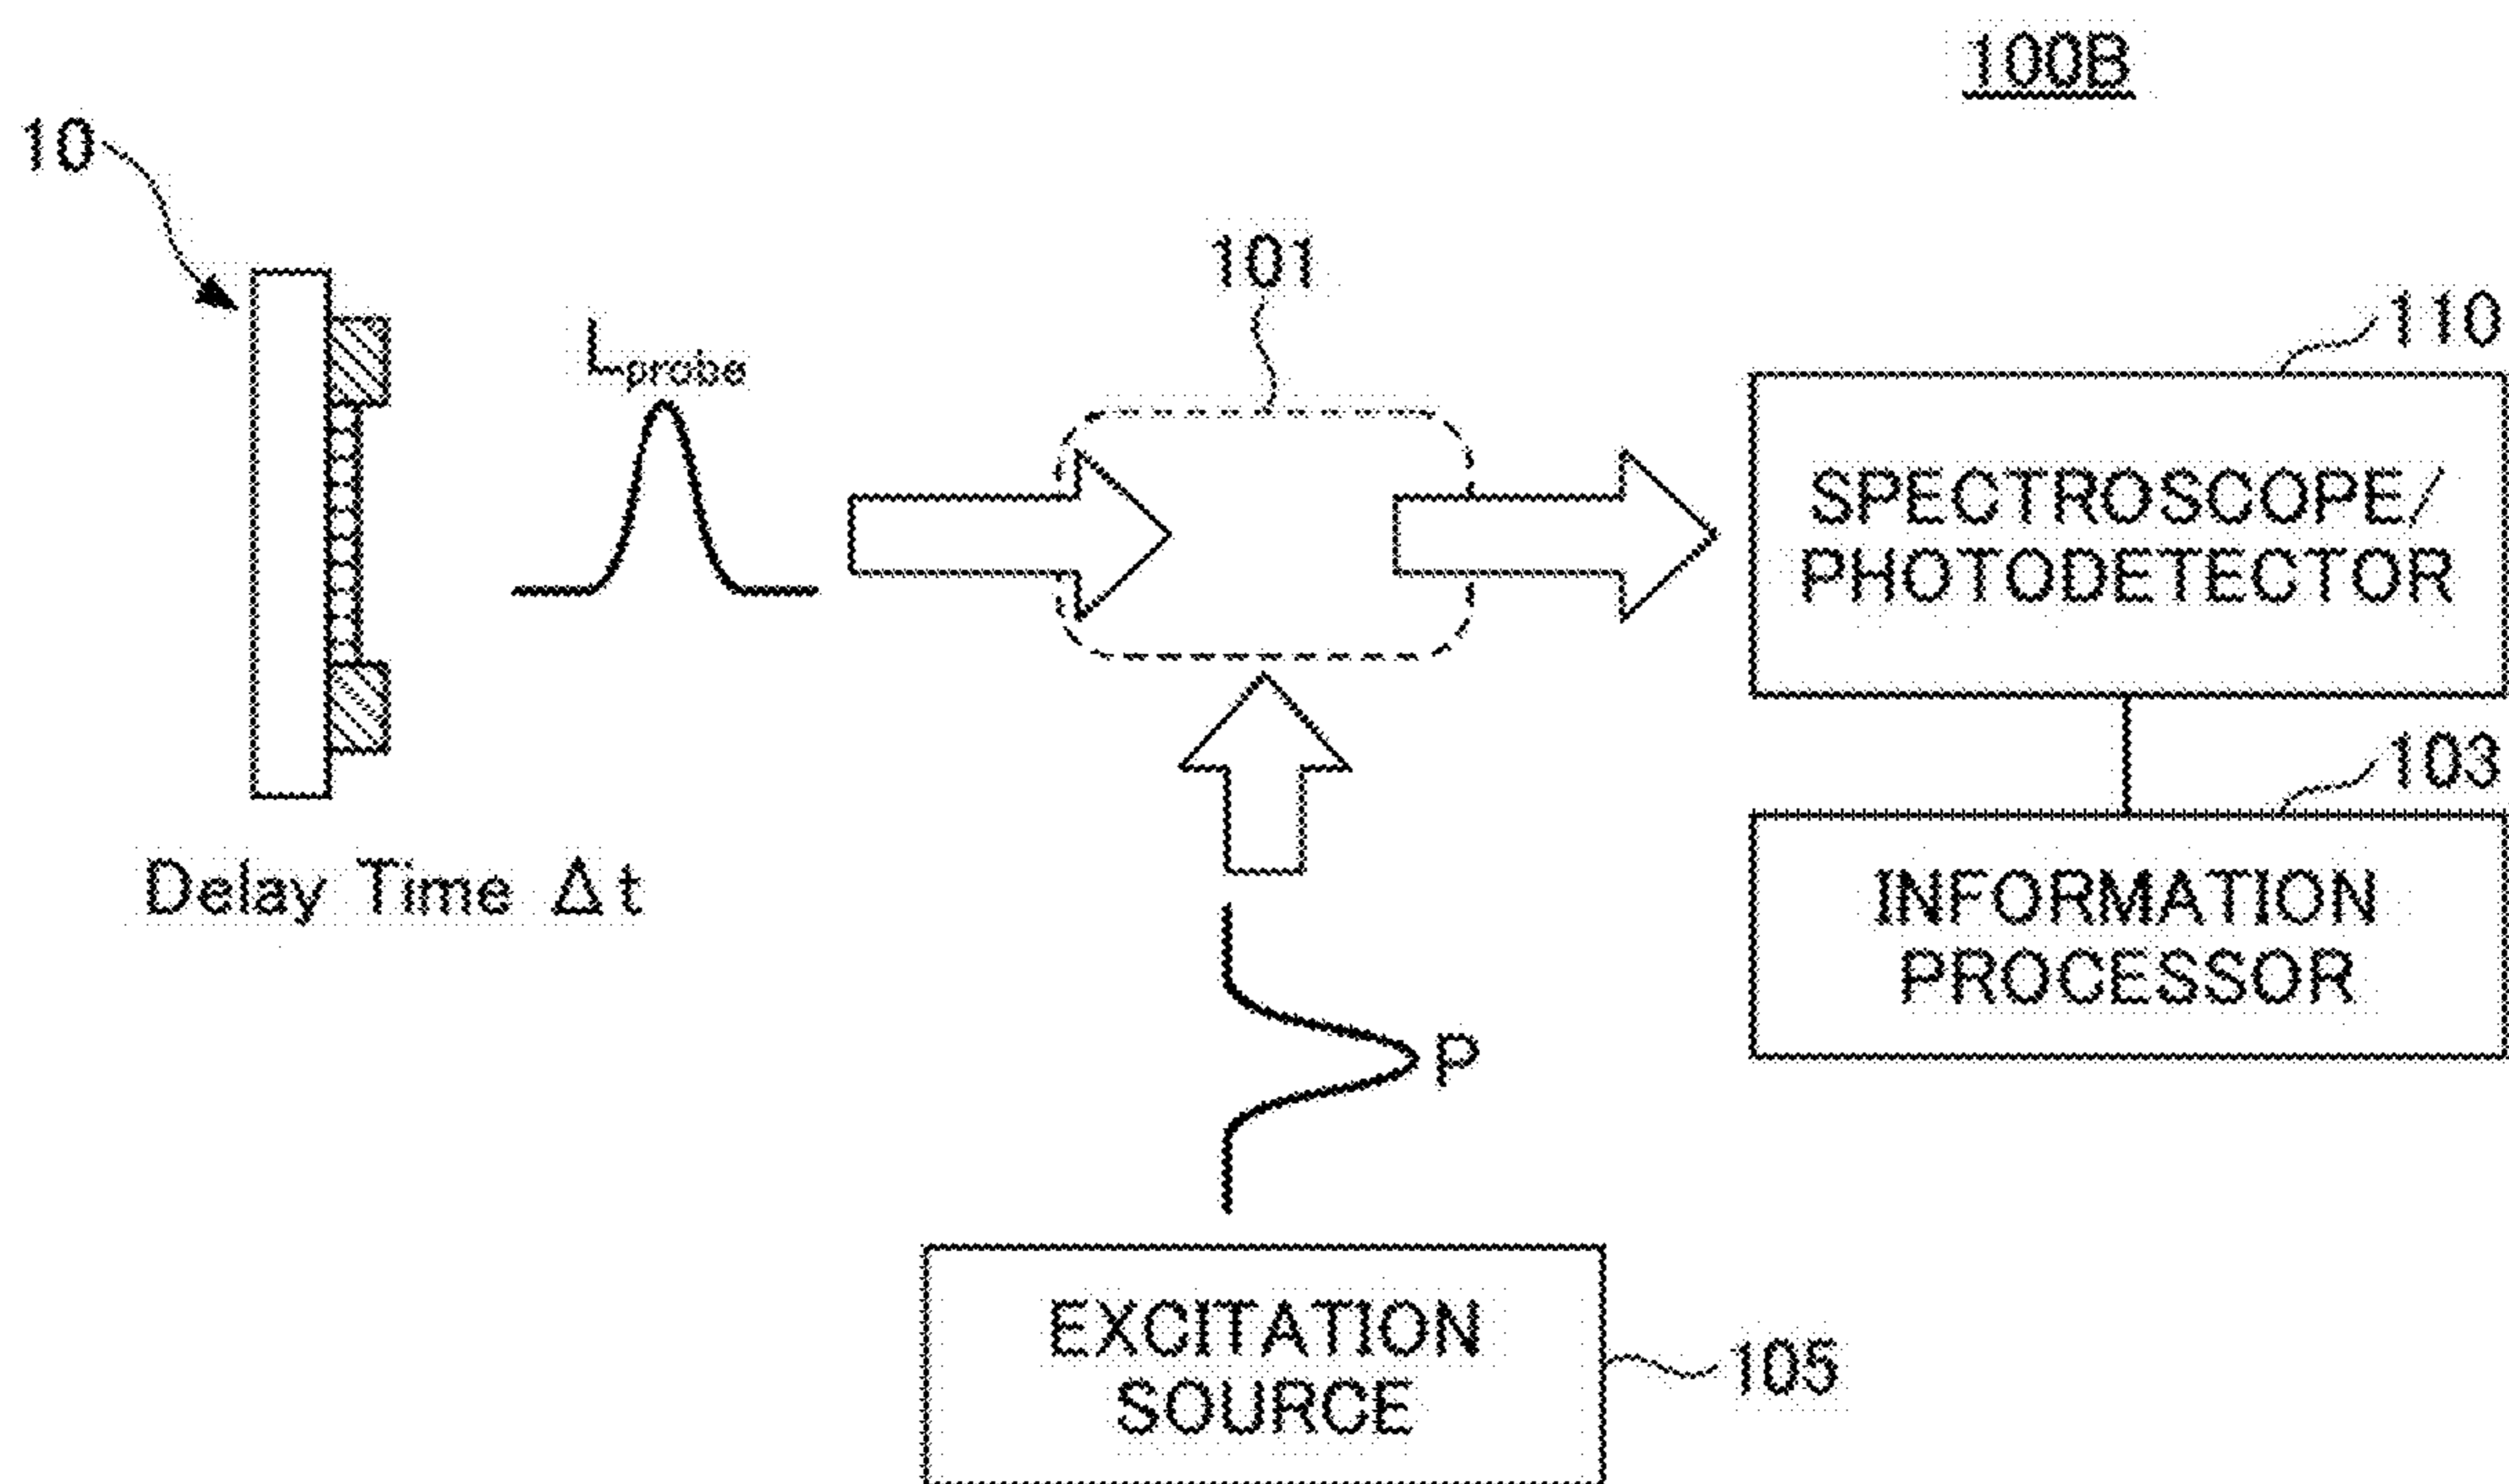 100B
10
101
Lprobe
110
SPECTROSCOPE/
PHOTODETECTOR
103
INFORMATION
PROCESSOR
Delay Time Δt
P
EXCITATION
SOURCE
105